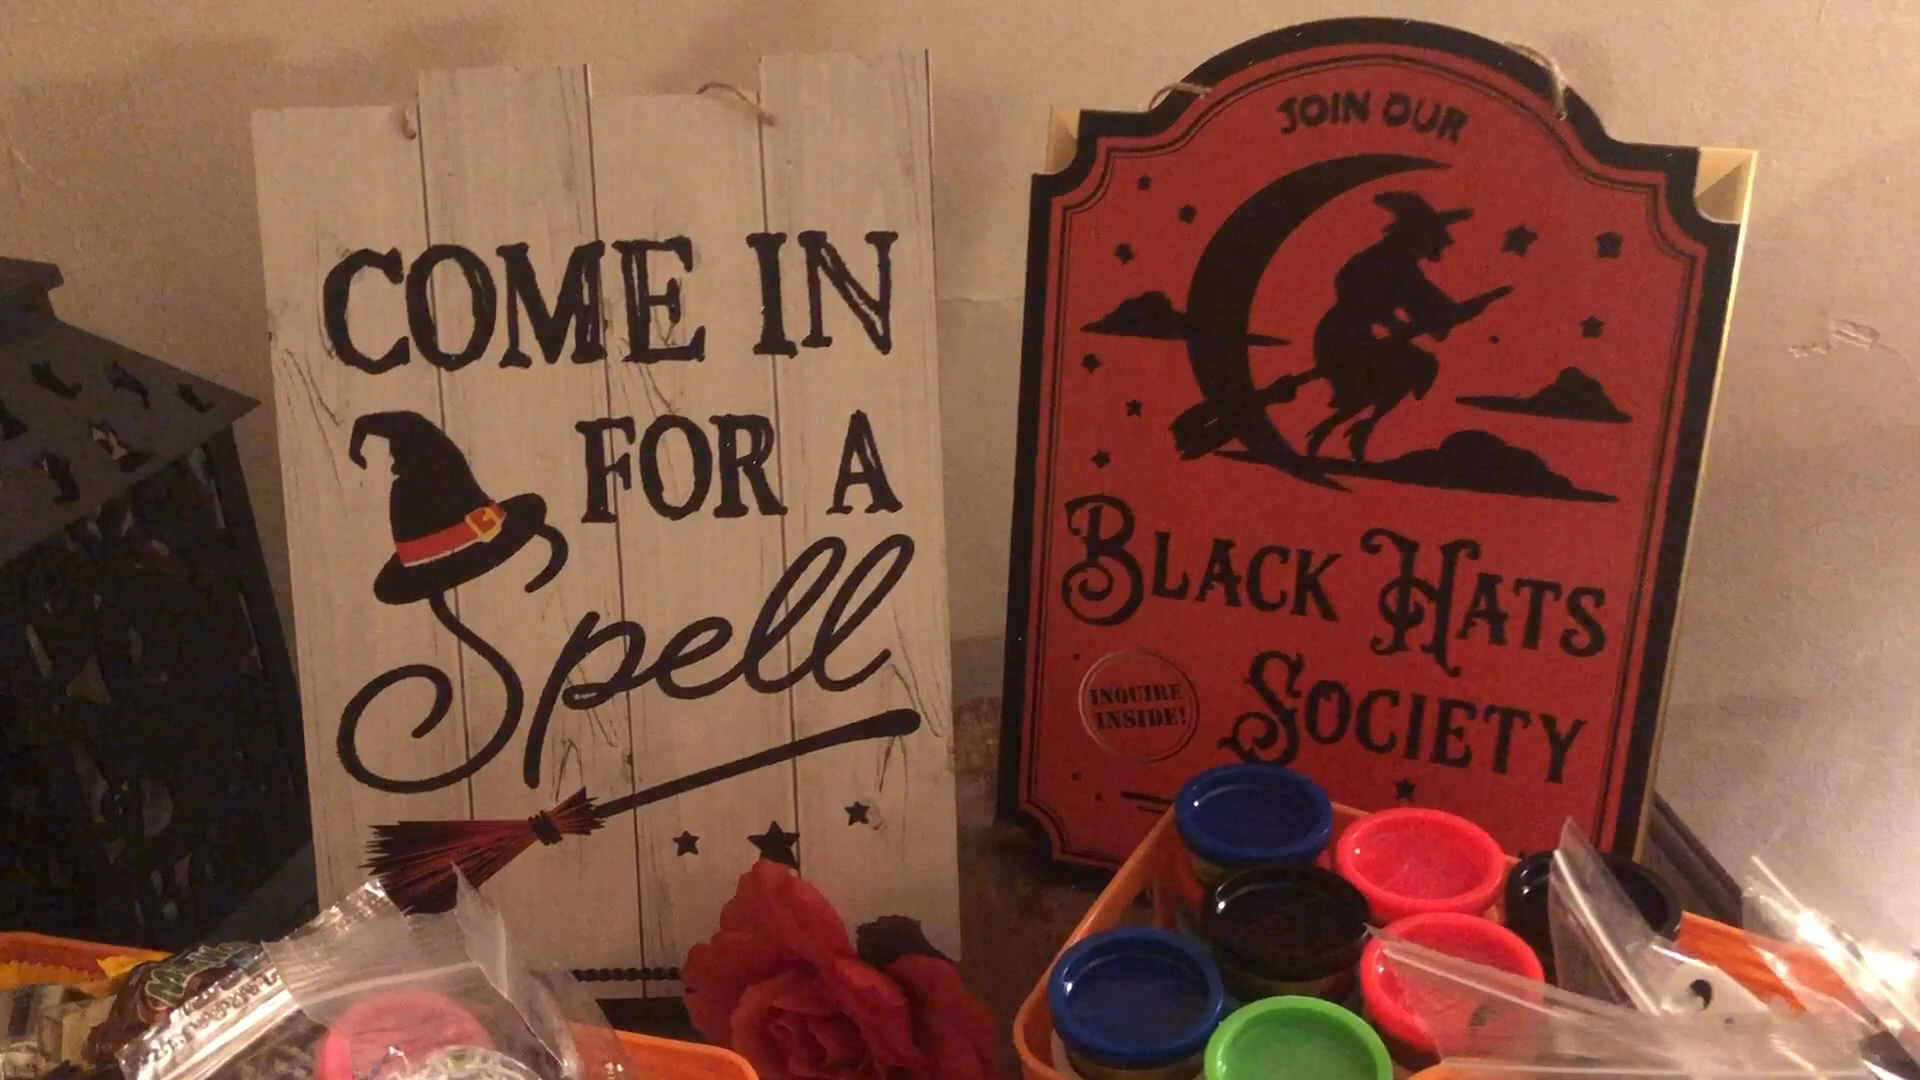 COME IN
FOR A
Spell
JOIN OUR
BLACK HATS
SOCIETY
INQUIRE
INSIDE!